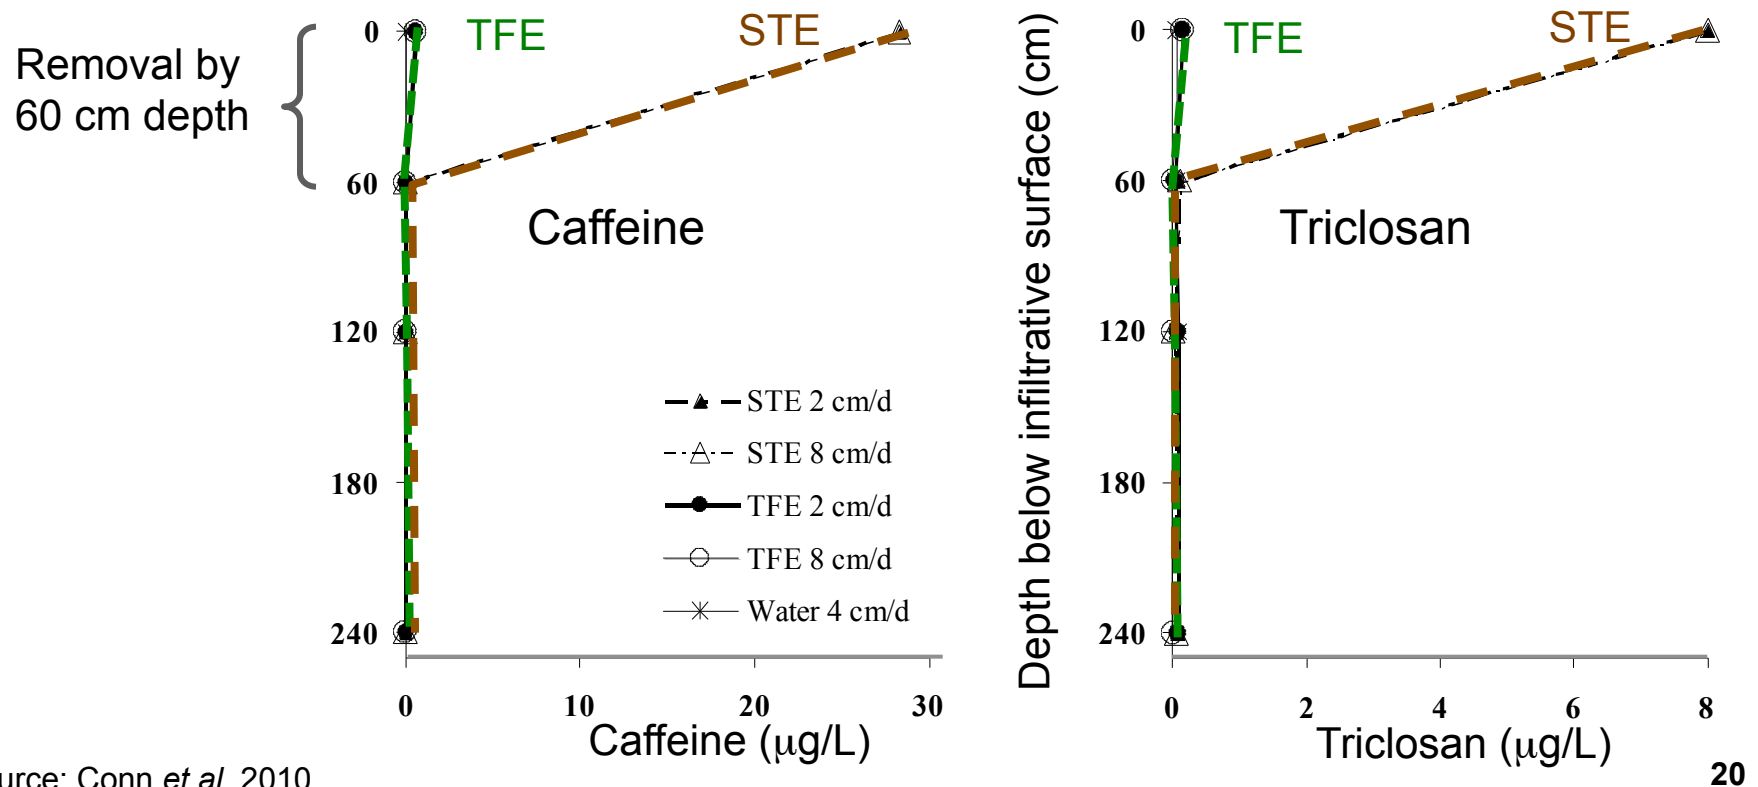 Removal by
60 cm depth
0
60
120
180
240
TFE
STE
Caffeine
STE 2 cm/d
STE 8 cm/d
TFE 2 cm/d
TFE 8 cm/d
Water 4 cm/d
0 10 20 30
Caffeine (μg/L)
Depth below infiltrative surface (cm)
0
60
120
180
240
TFE
STE
Triclosan
0 2 4 6 8
Triclosan (μg/L)
urce: Conn et al 2010
20